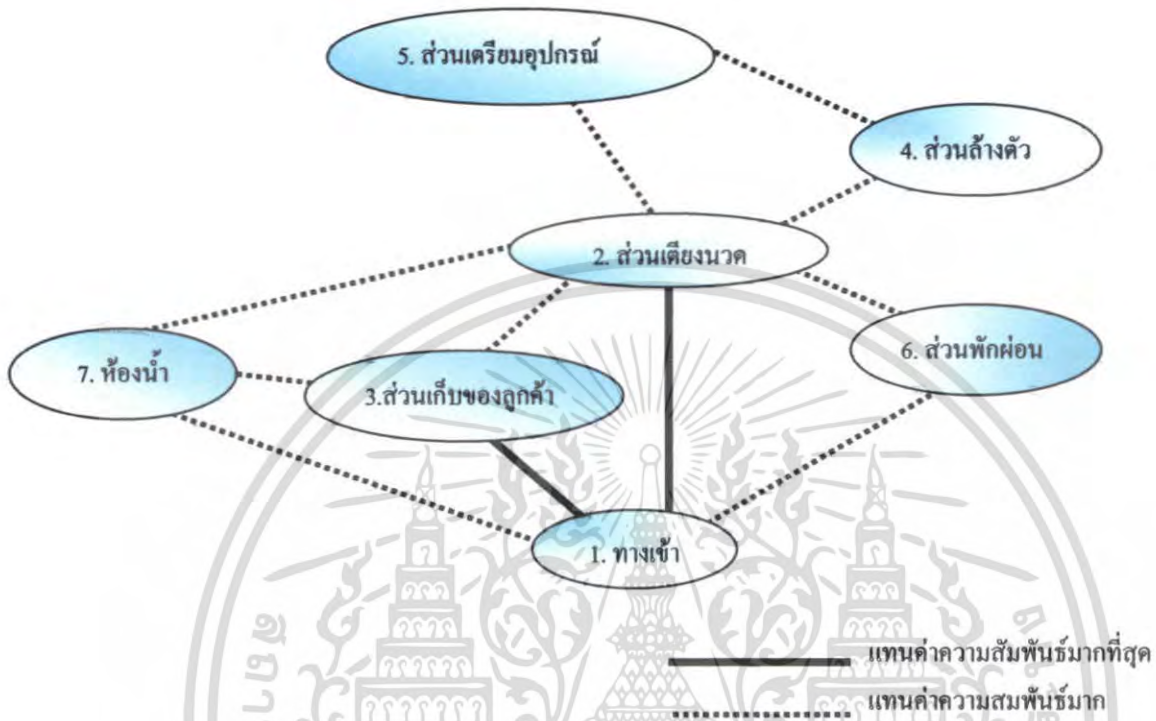 5. ส่วนเตรียมอุปกรณ์
4. ส่วนล้างตัว
2. ส่วนเตียงนวด
7. ห้องน้ำ
3.ส่วนเก็บของลูกค้า
6. ส่วนพักผ่อน
1. ทางเข้า
แทนค่าความสัมพันธ์มากที่สุด
แทนค่าความสมพันธ์มาก